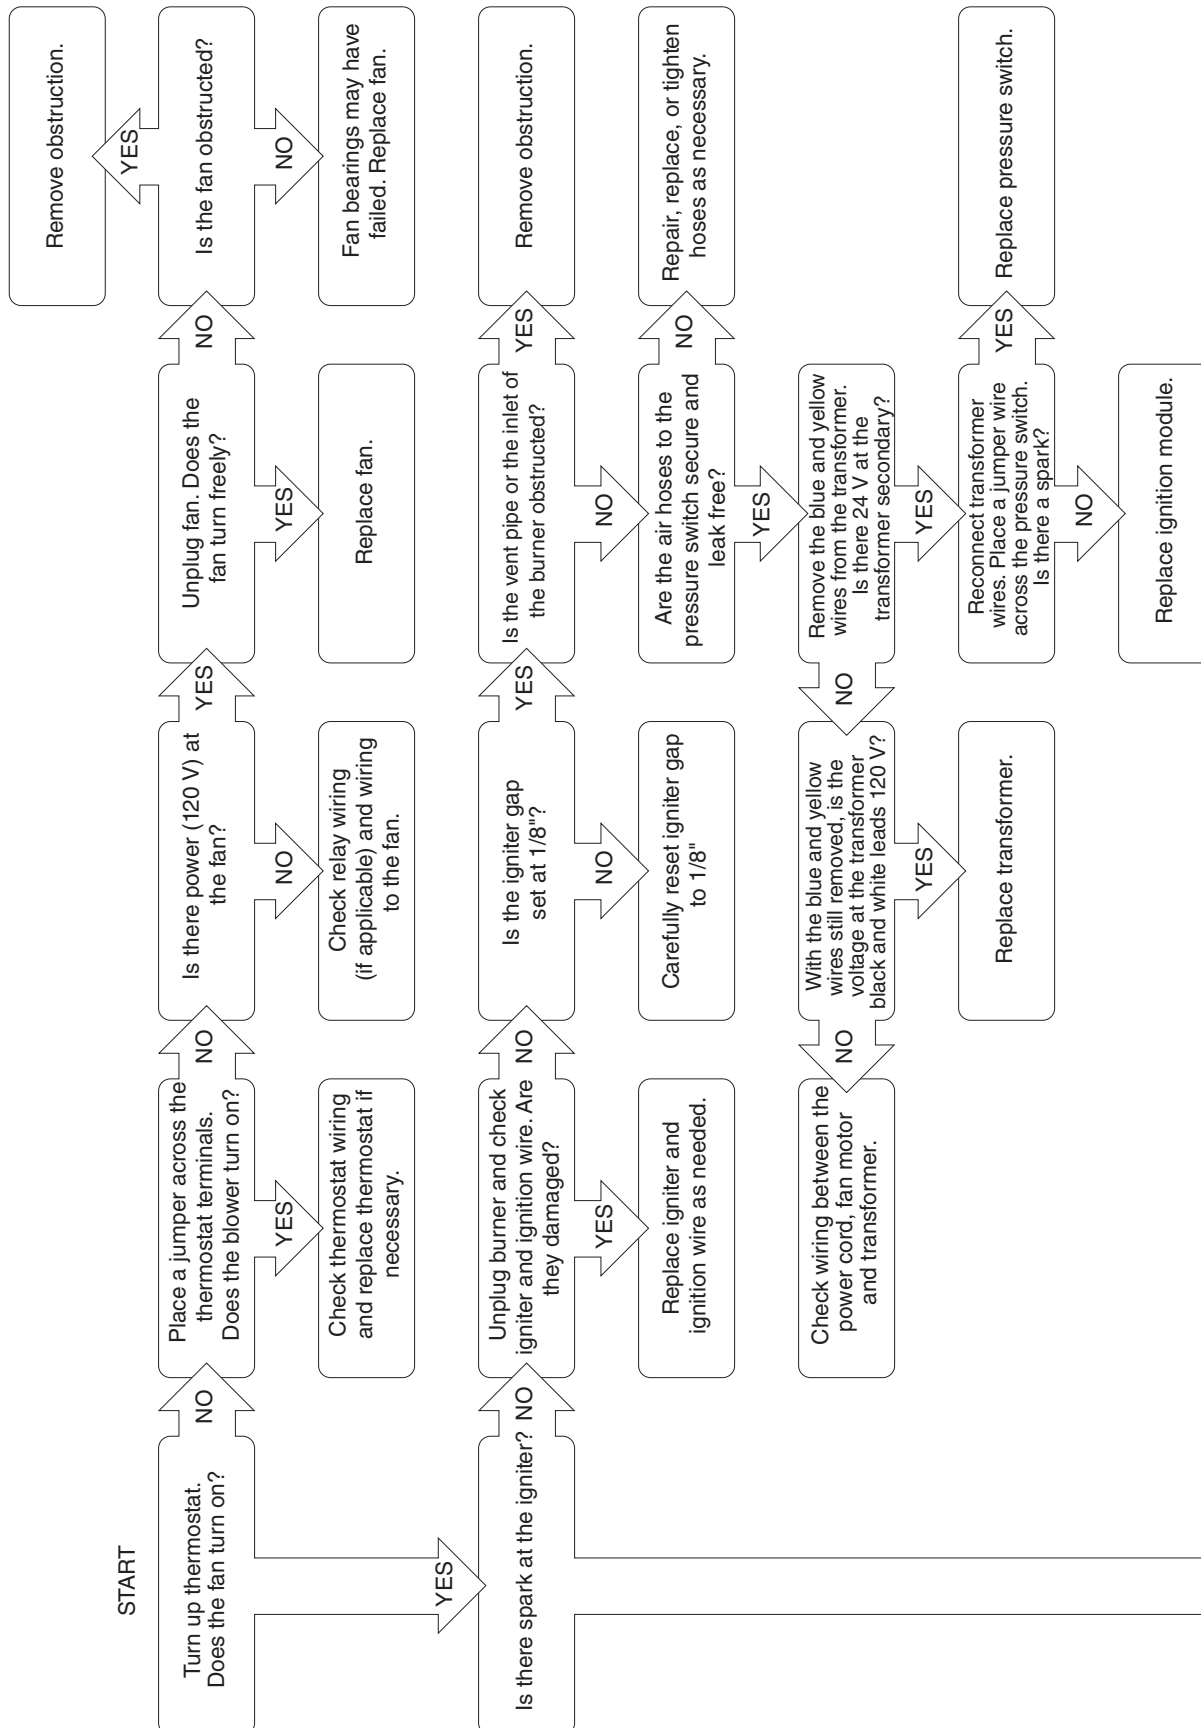 START
Turn up thermostat.
Does the fan turn on?
NO
Place a jumper across the
thermostat terminals.
Does the blower turn on?
NO
Is there power (120 V) at
the fan?
YES
Unplug fan. Does the
fan turn freely?
NO
Is the fan obstructed?
YES
Remove obstruction.
NO
Fan bearings may have
failed. Replace fan.
YES
Replace fan.
NO
Check relay wiring
(if applicable) and wiring
to the fan.
YES
Check thermostat wiring
and replace thermostat if
necessary.
YES
Is there spark at the igniter?
NO
Unplug burner and check
igniter and ignition wire. Are
they damaged?
NO
Is the igniter gap
set at 1/8"?
YES
Is the vent pipe or the inlet of
the burner obstructed?
YES
Remove obstruction.
YES
Replace igniter and
ignition wire as needed.
NO
Carefully reset igniter gap
to 1/8"
NO
Are the air hoses to the
pressure switch secure and
leak free?
NO
Repair, replace, or tighten
hoses as necessary.
YES
Remove the blue and yellow
wires from the transformer.
Is there 24 V at the
transformer secondary?
NO
With the blue and yellow
wires still removed, is the
voltage at the transformer
black and white leads 120 V?
NO
Check wiring between the
power cord, fan motor
and transformer.
YES
Replace transformer.
YES
Reconnect transformer
wires. Place a jumper wire
across the pressure switch.
Is there a spark?
YES
Replace pressure switch.
NO
Replace ignition module.